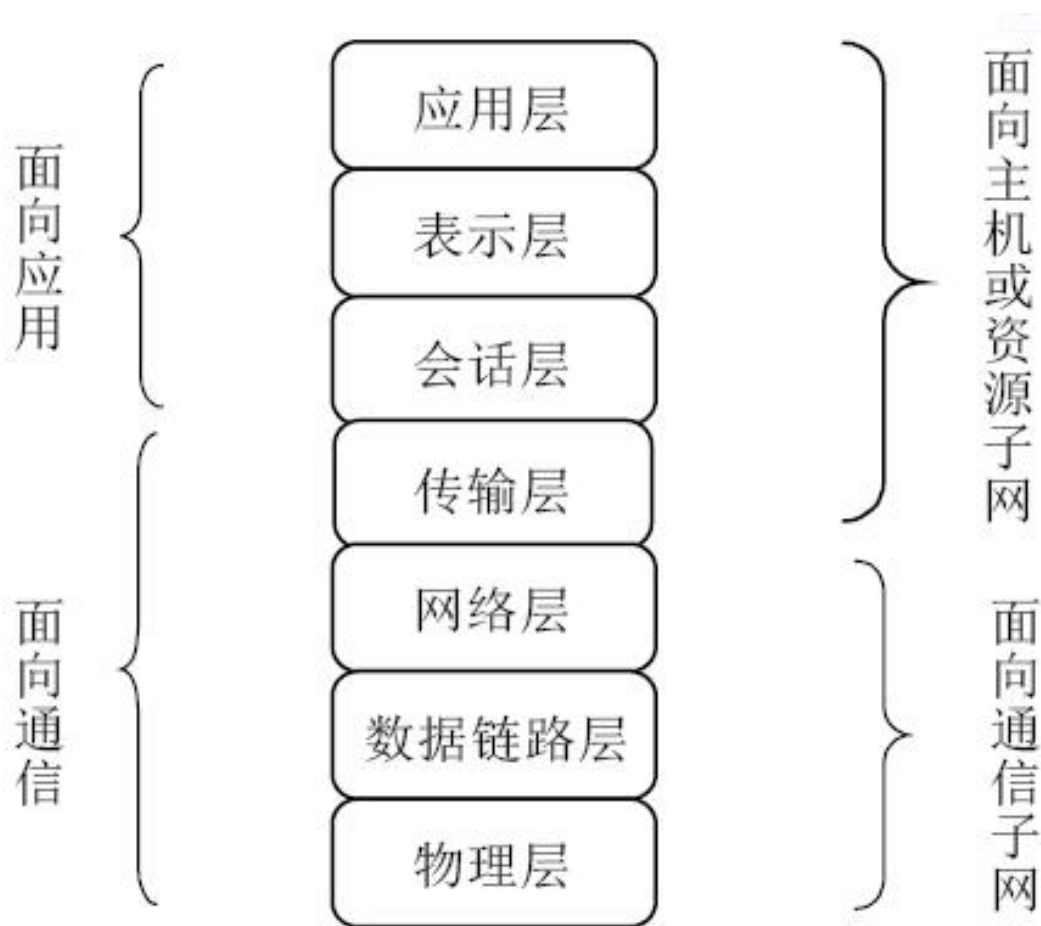 应用层
表示层
会话层
传输层
网络层
数据链路层
物理层
面向应用
面向通信
面向主机或资源子网
面向通信子网